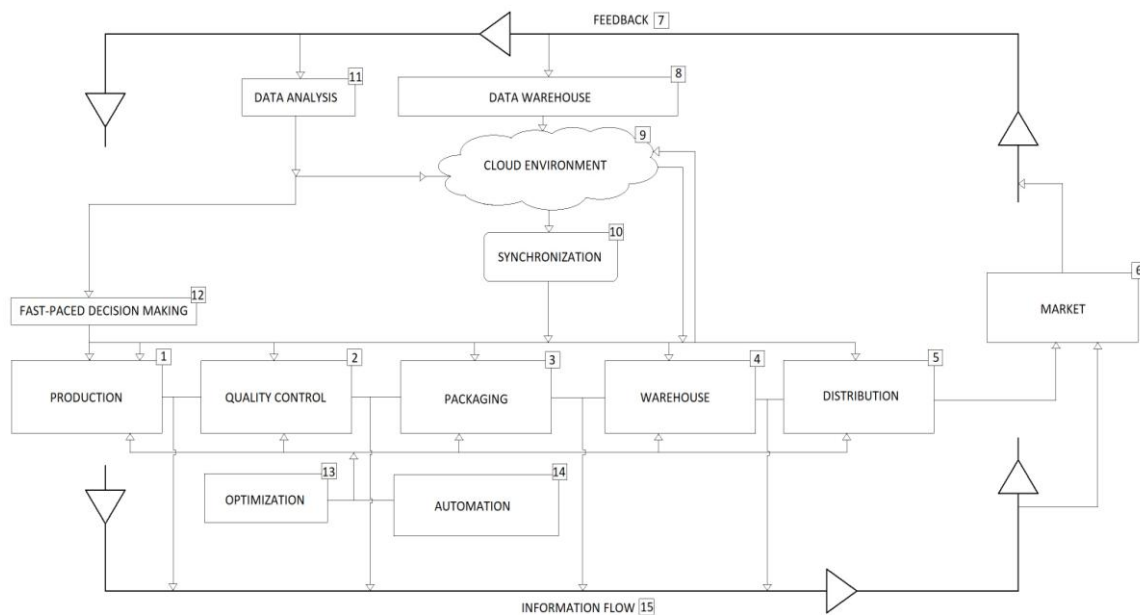 FEEDBACK 7
11
DATA ANALYSIS
8
DATA WAREHOUSE
9
CLOUD ENVIRONMENT
10
SYNCHRONIZATION
6
MARKET
12
FAST-PACED DECISION MAKING
1
PRODUCTION
2
QUALITY CONTROL
3
PACKAGING
4
WAREHOUSE
5
DISTRIBUTION
13
OPTIMIZATION
14
AUTOMATION
INFORMATION FLOW 15